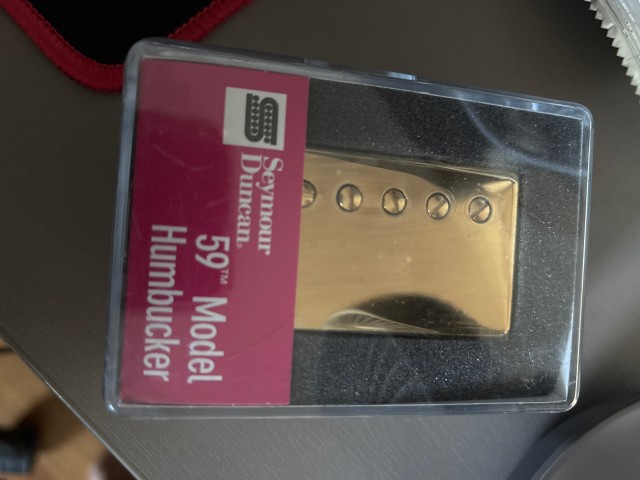 Seymour
Duncan®
59™ Model
Humbucker